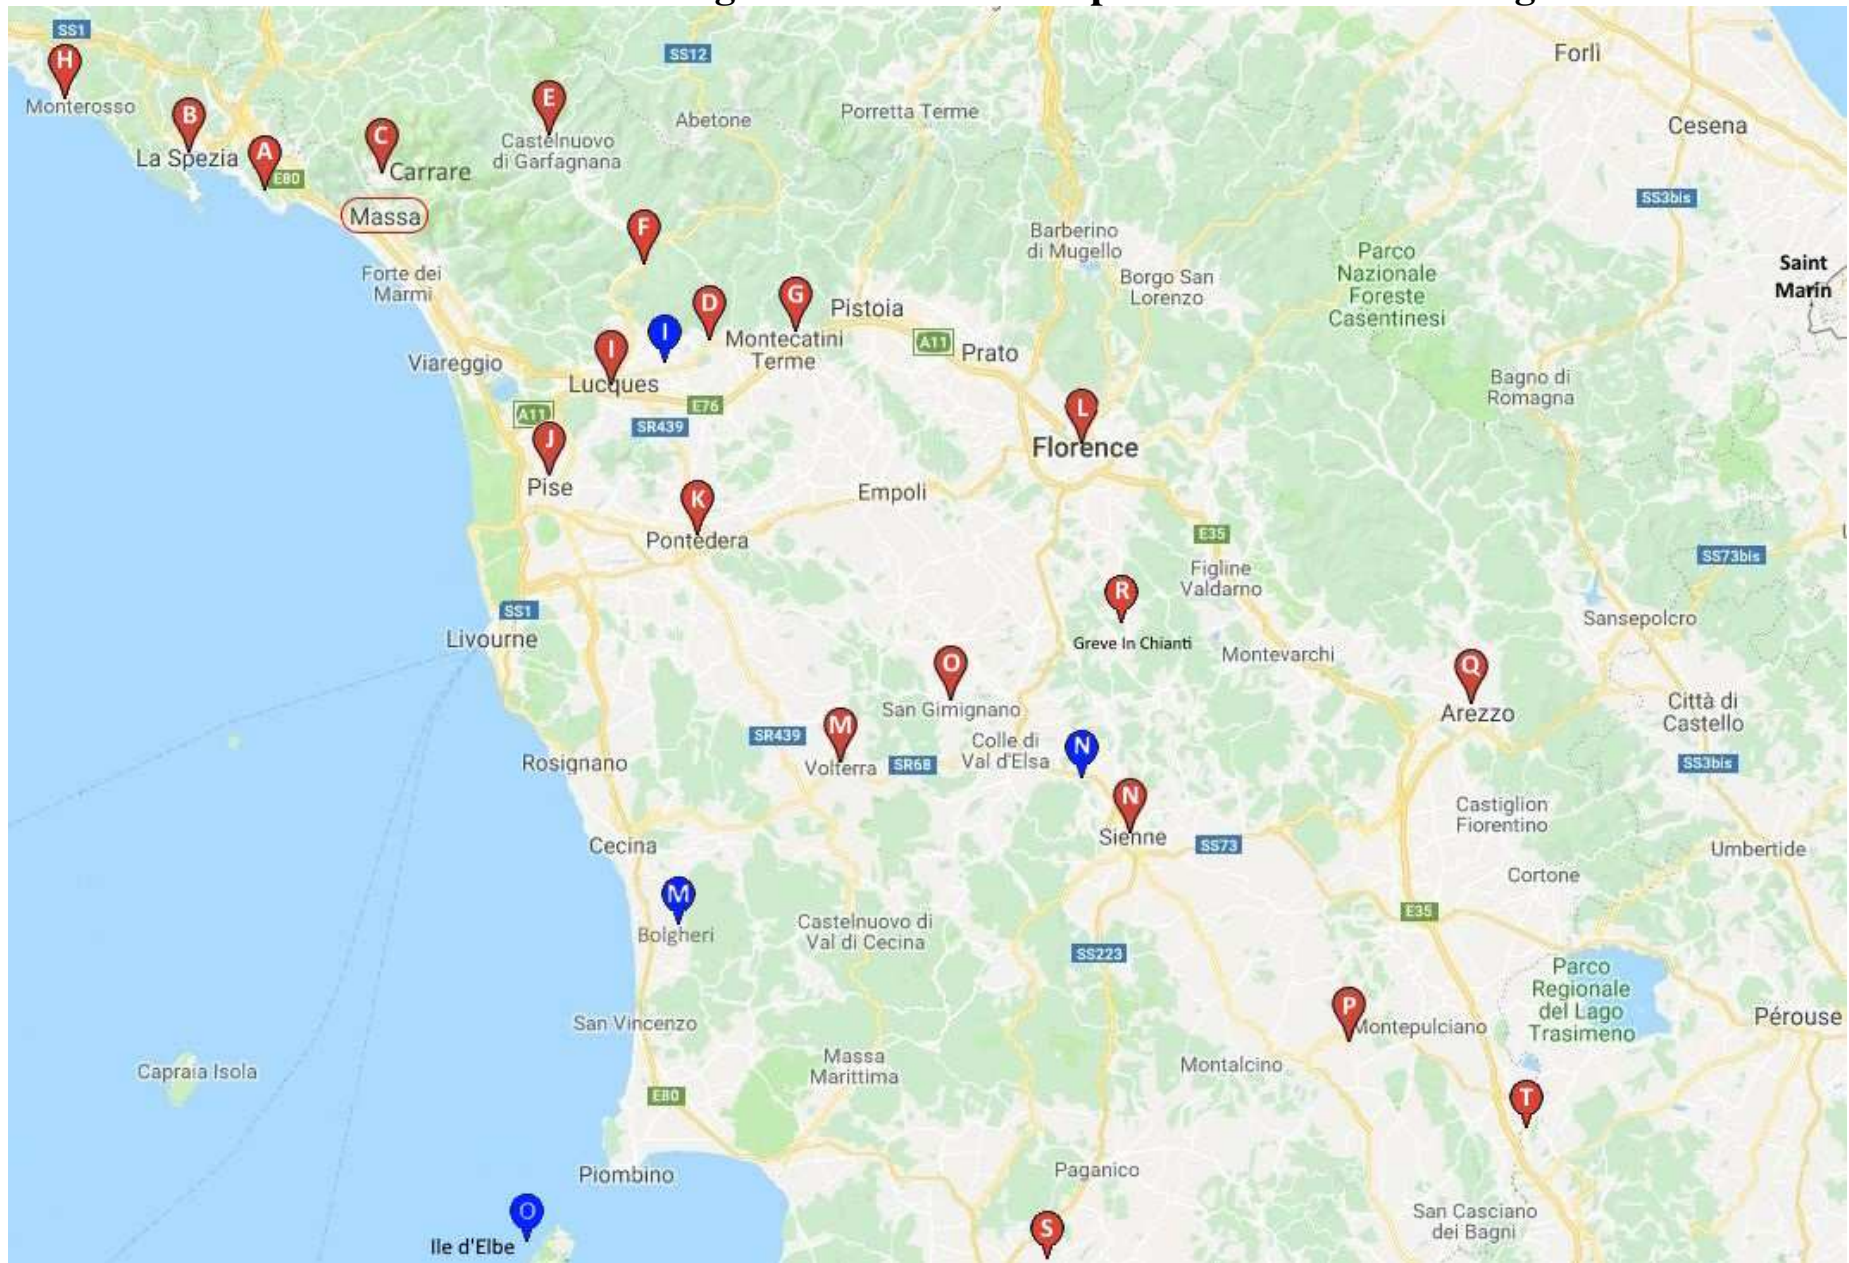 SS1
SS12
Forlì
H
E
Monterosso
Abetone
Porretta Terme
B
Cesena
C
Castelnuovo
di Garfagnana
A
La Spezia
E80
Carrare
SS3bis
Massa
F
Barberino
di Mugello
Parco
Nazionale
Foreste
Casentinesi
Saint
Marin
Forte dei
Marmi
Borgo San
Lorenzo
D
G
Pistoia
I
Montecatini
Terme
I
A11
Prato
Viareggio
Lucques
Bagno di
Romagna
E76
L
A11
SR439
J
Florence
Pise
K
Empoli
Pontedera
E35
SS73bis
Figline
Valdarno
R
SS1
Livourne
Sansepolcro
Greve In Chianti
Montevarchi
O
Q
San Gimignano
Arezzo
Città di
Castello
M
SR439
Colle di
Val d'Elsa
N
Rosignano
Volterra
SR68
SS3bis
N
Castiglion
Fiorentino
Cecina
Sienne
SS73
Umbertide
Cortone
M
Bolgheri
Castelnuovo di
Val di Cecina
E35
SS223
Parco
Regionale
del Lago
Trasimeno
P
San Vincenzo
Montepulciano
Pérouse
Capraia Isola
Massa
Marittima
Montalcino
E80
T
Piombino
Paganico
O
San Casciano
dei Bagni
S
Ile d'Elbe